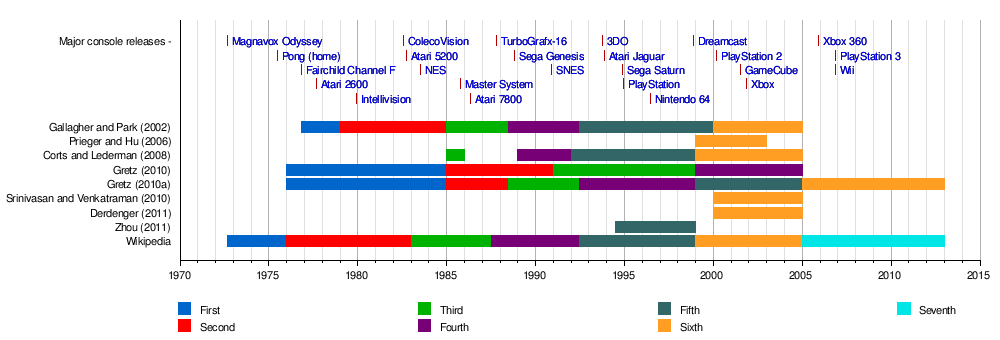 Major console releases - Magnavox Odyssey ColecoVision TurboGrafx-16 3DO Dreamcast Xbox 360
Pong (home) Atari 5200 Sega Genesis Atari Jaguar PlayStation 2 PlayStation 3
Fairchild Channel F NES SNES Sega Saturn GameCube Wii
Atari 2600 Master System PlayStation Xbox
Intellivision Atari 7800 Nintendo 64
Gallagher and Park (2002)
Prieger and Hu (2006)
Corts and Lederman (2008)
Gretz (2010)
Gretz (2010a)
Srinivasan and Venkatraman (2010)
Derdenger (2011)
Zhou (2011)
Wikipedia
1970 1975 1980 1985 1990 1995 2000 2005 2010 2015
First Third Fifth Seventh
Second Fourth Sixth